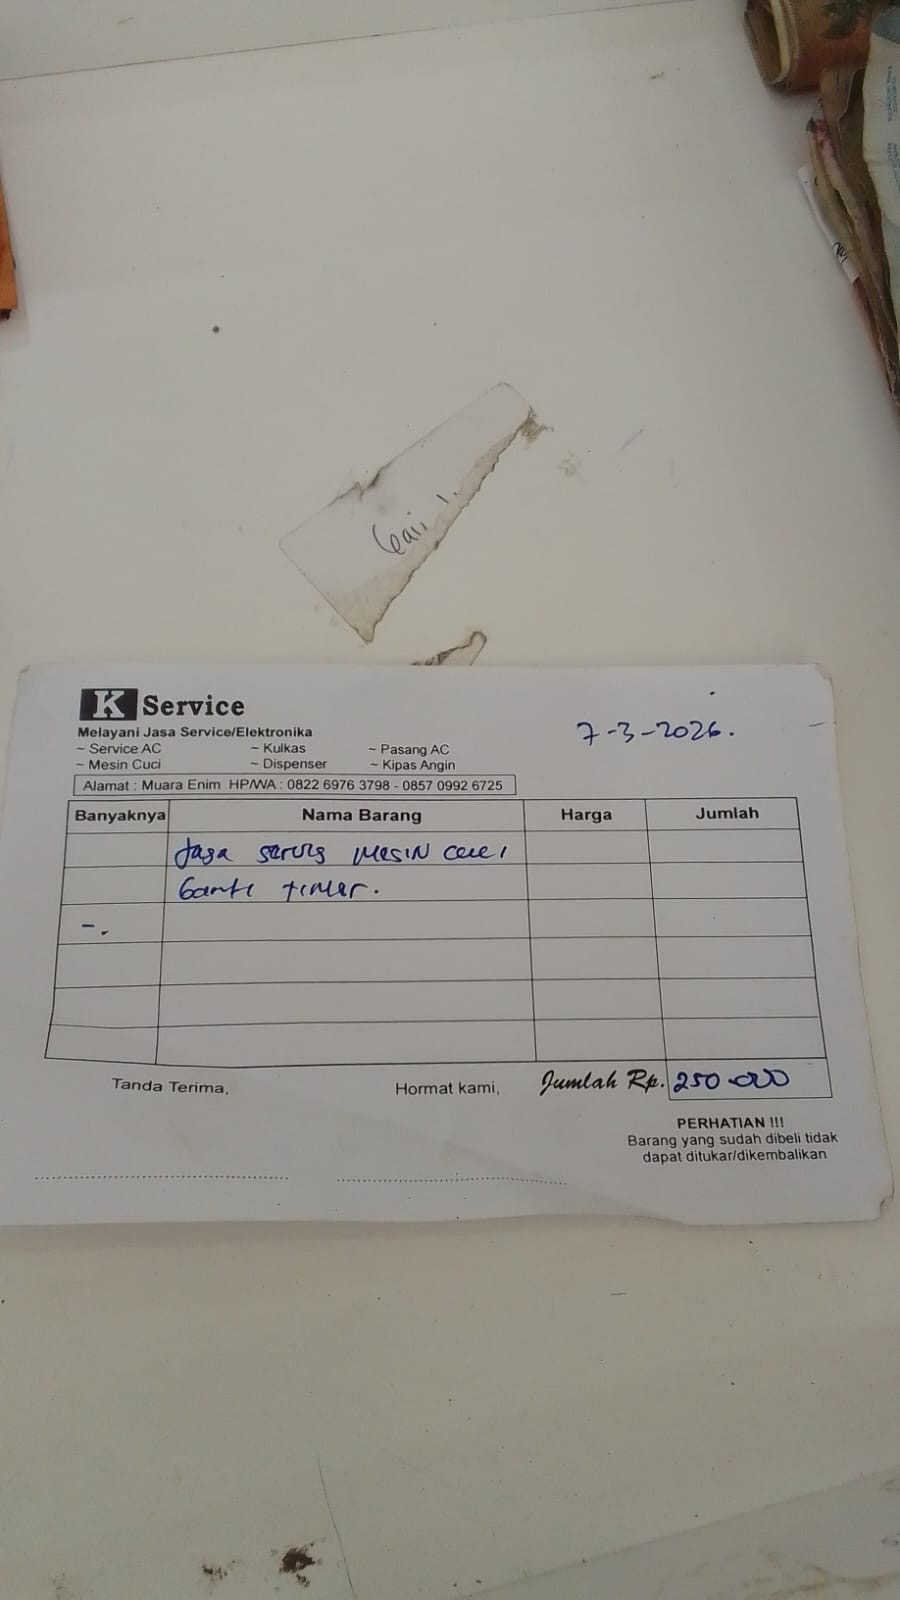 Gaji 1.
K Service
Melayani Jasa Service/Elektronika
~ Service AC ~ Kulkas ~ Pasang AC
~ Mesin Cuci ~ Dispenser ~ Kipas Angin
Alamat : Muara Enim HP/WA : 0822 6976 3798 - 0857 0992 6725
7-3-2026.
Banyaknya Nama Barang Harga Jumlah
Jasa servis mesin cuci
Ganti timer.
-.
Tanda Terima, Hormat kami, Jumlah Rp. 250.000
PERHATIAN !!!
Barang yang sudah dibeli tidak
dapat ditukar/dikembalikan